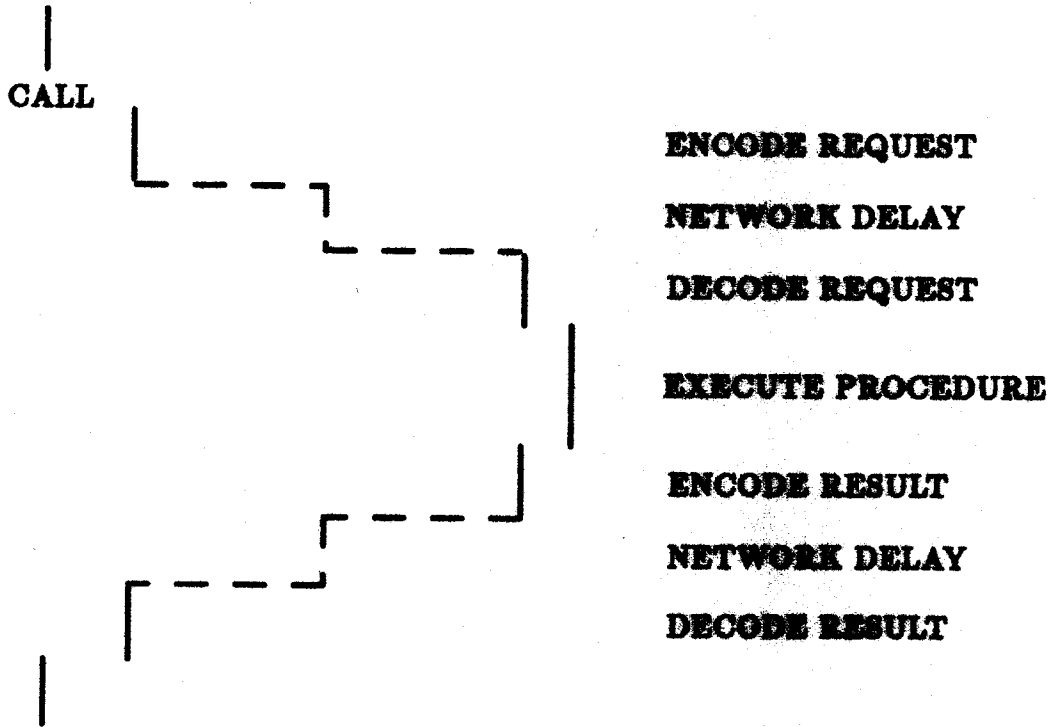 CALL
ENCODE REQUEST
NETWORK DELAY
DECODE REQUEST
EXECUTE PROCEDURE
ENCODE RESULT
NETWORK DELAY
DECODE RESULT